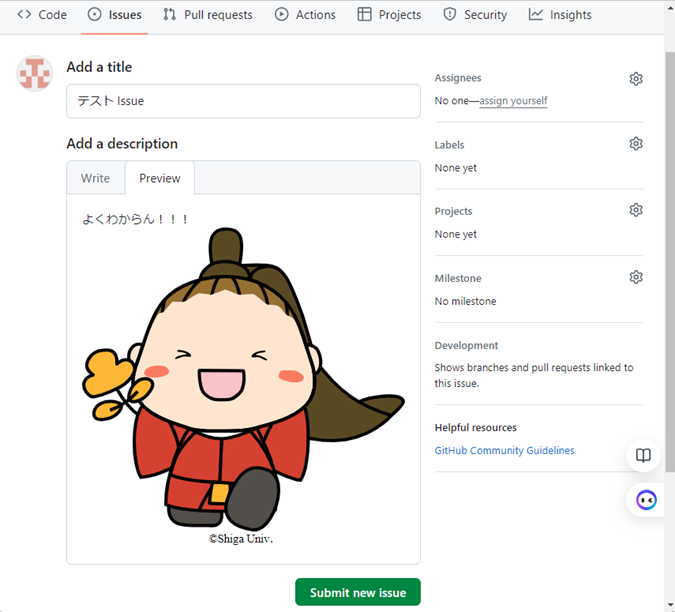 Code Issues Pull requests Actions Projects Security Insights
Add a title
テスト Issue
Add a description
Write Preview
よくわからん！！！
©Shiga Univ.
Submit new issue
Assignees
No one—assign yourself
Labels
None yet
Projects
None yet
Milestone
No milestone
Development
Shows branches and pull requests linked to
this issue.
Helpful resources
GitHub Community Guidelines